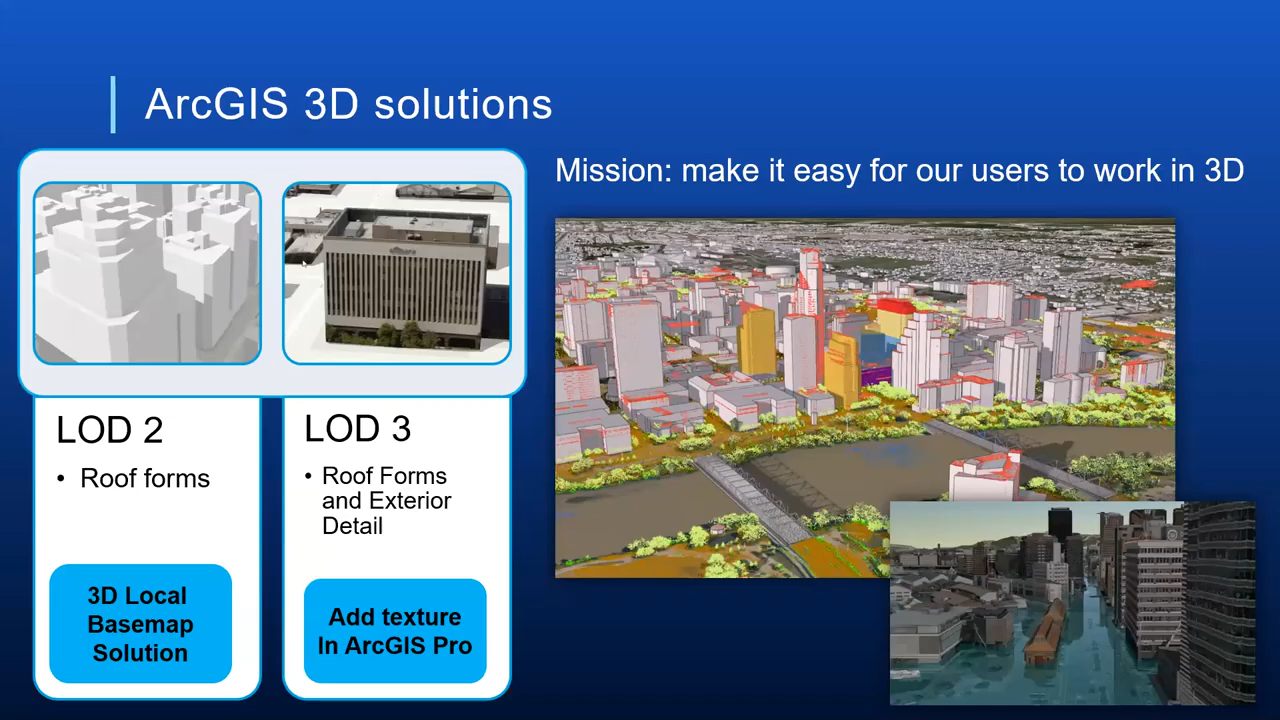 ArcGIS 3D solutions
Mission: make it easy for our users to work in 3D
LOD 2
• Roof forms
3D Local
Basemap
Solution
LOD 3
• Roof Forms
and Exterior
Detail
Add texture
In ArcGIS Pro